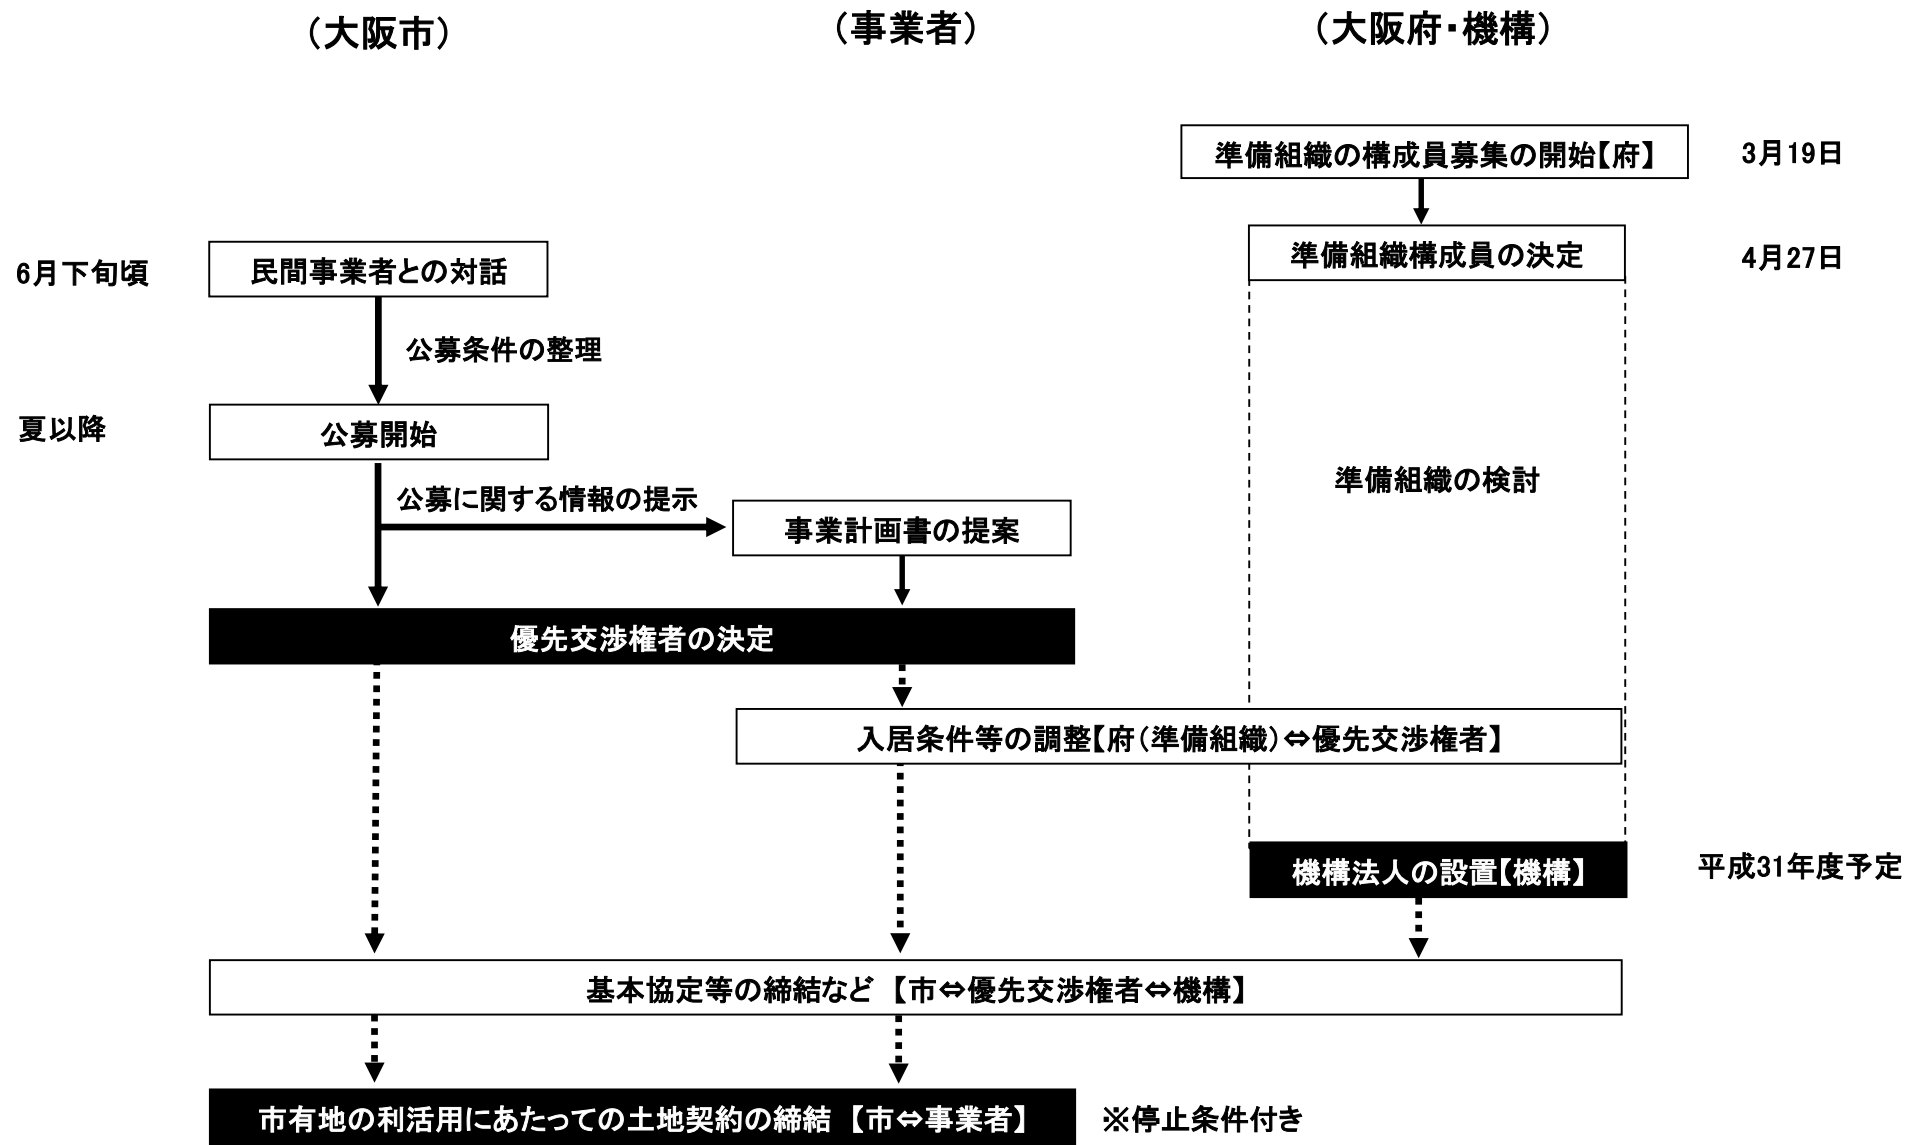 （大阪市）
（事業者）
（大阪府・機構）
準備組織の構成員募集の開始【府】
3月19日
準備組織構成員の決定
4月27日
6月下旬頃
民間事業者との対話
公募条件の整理
夏以降
公募開始
準備組織の検討
公募に関する情報の提示
事業計画書の提案
優先交渉権者の決定
入居条件等の調整【府（準備組織）⇔優先交渉権者】
機構法人の設置【機構】
平成31年度予定
基本協定等の締結など 【市⇔優先交渉権者⇔機構】
市有地の利活用にあたっての土地契約の締結 【市⇔事業者】
※停止条件付き